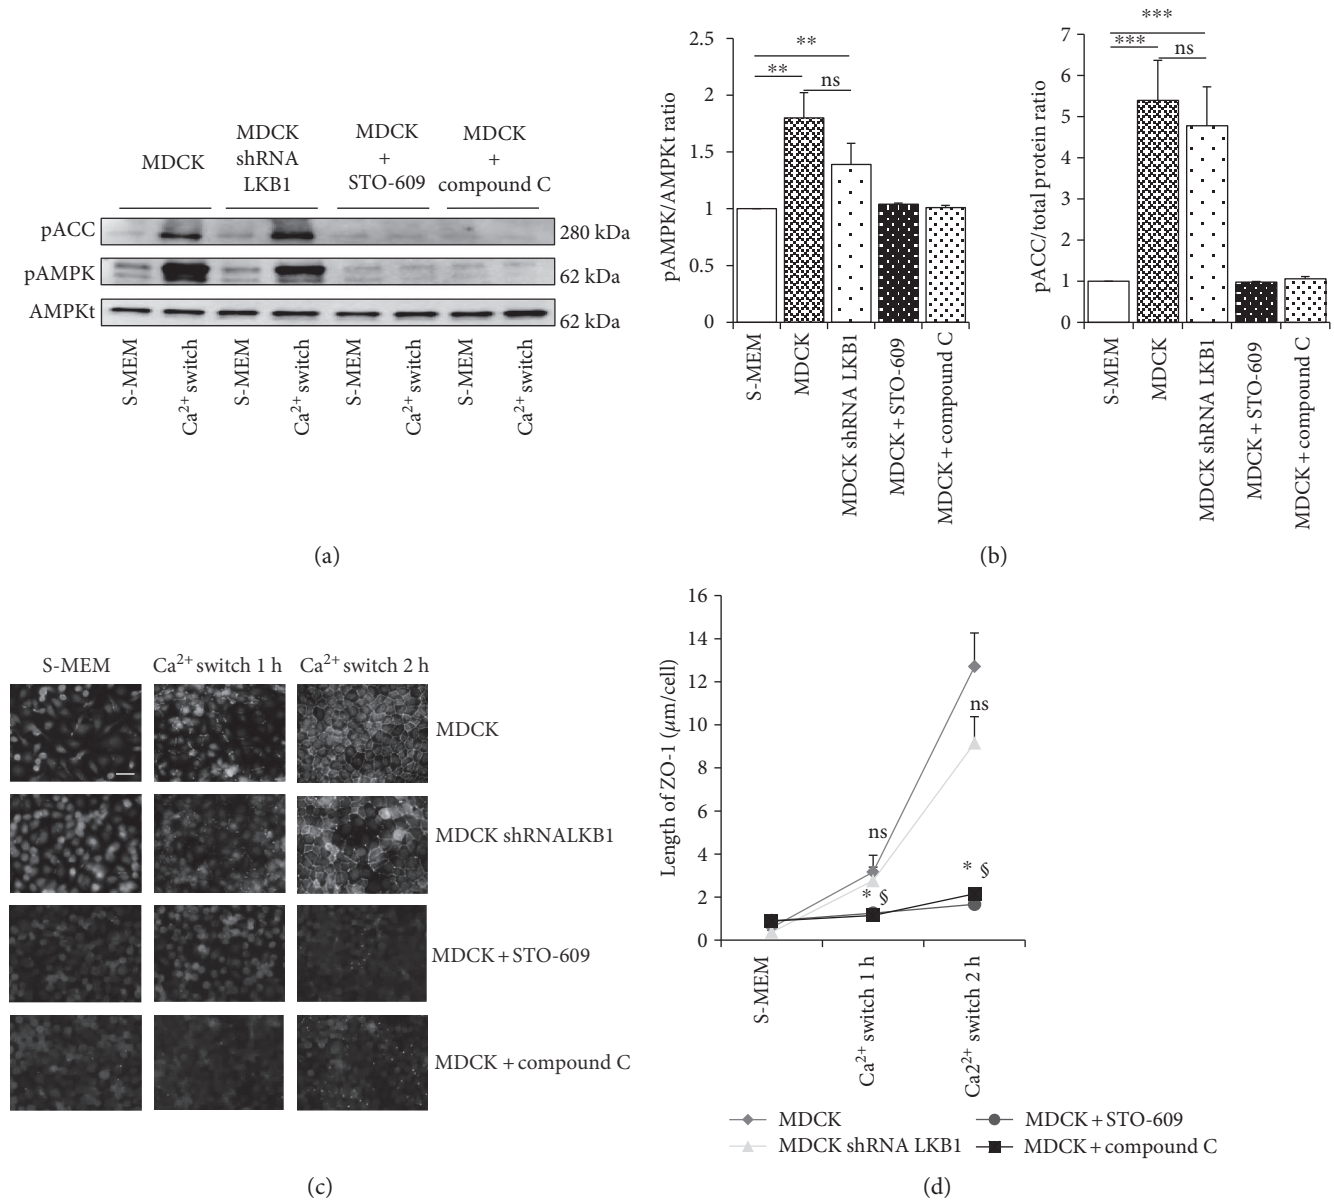 MDCK
MDCK
shRNA
LKB1
MDCK
+
STO-609
MDCK
+
compound C
pACC
280 kDa
pAMPK
62 kDa
AMPKt
62 kDa
S-MEM
Ca2+ switch
S-MEM
Ca2+ switch
S-MEM
Ca2+ switch
S-MEM
Ca2+ switch
(a)
pAMPK/AMPKt ratio
2.5
2
1.5
1
0.5
0
**
**
ns
S-MEM
MDCK
MDCK shRNA LKB1
MDCK + STO-609
MDCK + compound C
pACC/total protein ratio
7
6
5
4
3
2
1
0
***
***
ns
S-MEM
MDCK
MDCK shRNA LKB1
MDCK + STO-609
MDCK + compound C
(b)
S-MEM
Ca2+ switch 1 h
Ca2+ switch 2 h
MDCK
MDCK shRNALKB1
MDCK + STO-609
MDCK + compound C
(c)
Length of ZO-1 (μm/cell)
16
14
12
10
8
6
4
2
0
ns
ns
* §
* §
S-MEM
Ca2+ switch 1 h
Ca22+ switch 2 h
MDCK
MDCK shRNA LKB1
MDCK + STO-609
MDCK + compound C
(d)